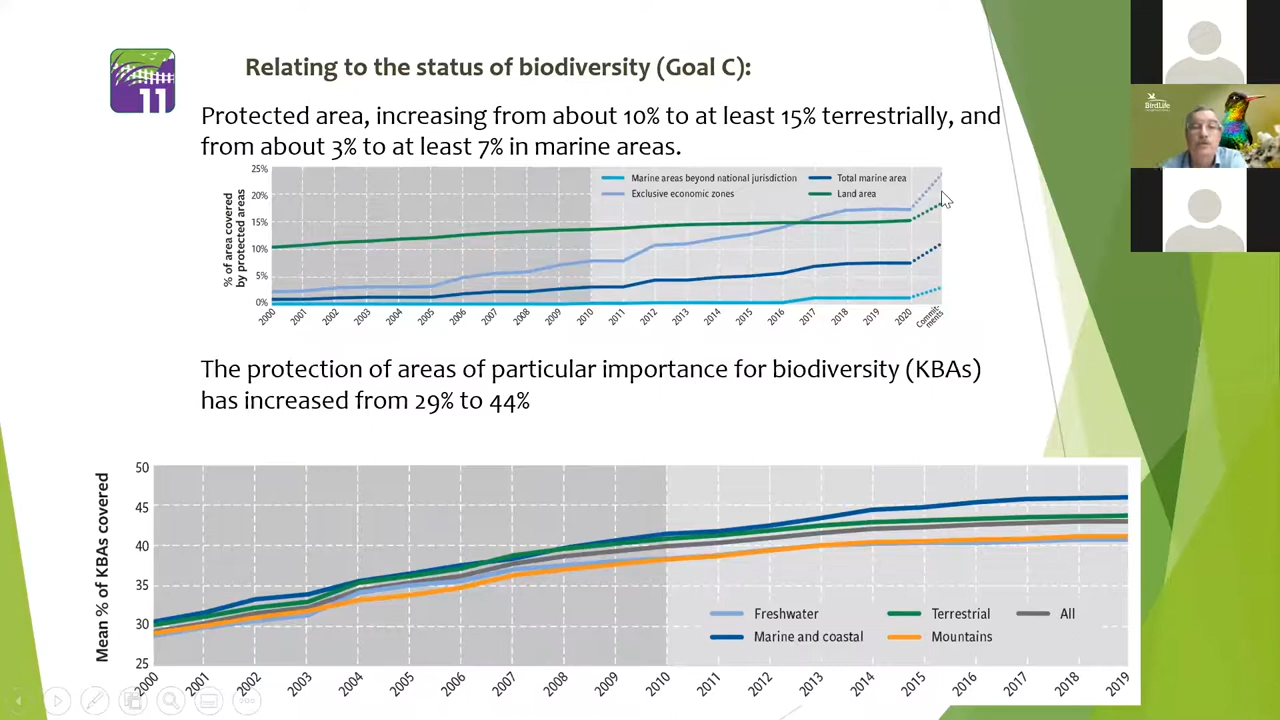 Relating to the status of biodiversity (Goal C):
11
Protected area, increasing from about 10% to at least 15% terrestrially, and
from about 3% to at least 7% in marine areas.
BirdLife
% of area covered
by protected areas
25%
20%
15%
10%
5%
0%
Marine areas beyond national jurisdiction
Total marine area
Exclusive economic zones
Land area
2000
2001
2002
2003
2004
2005
2006
2007
2008
2009
2010
2011
2012
2013
2014
2015
2016
2017
2018
2019
2020
Commit-
ments
The protection of areas of particular importance for biodiversity (KBAs)
has increased from 29% to 44%
Mean % of KBAs covered
50
45
40
35
30
25
Freshwater
Terrestrial
All
Marine and coastal
Mountains
2000
2001
2002
2003
2004
2005
2006
2007
2008
2009
2010
2011
2012
2013
2014
2015
2016
2017
2018
2019